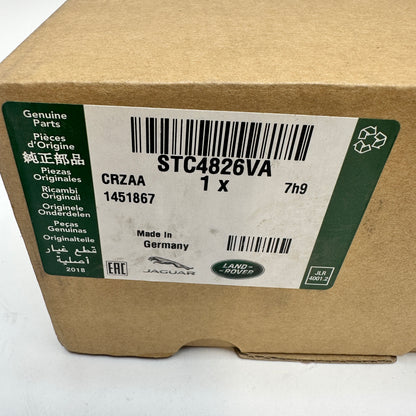 Genuine
Parts
Pièces
d'Origine
純正部品
Piezas
Originales
Ricambi
Originali
Originele
Onderdelen
Peças
Genuinas
Originalteile
قطع غيار
أصلية
2018
STC4826VA
CRZAA
1 x
7h9
1451867
Made in
Germany
EAC
JAGUAR
LAND-
ROVER
JLR
4001.2